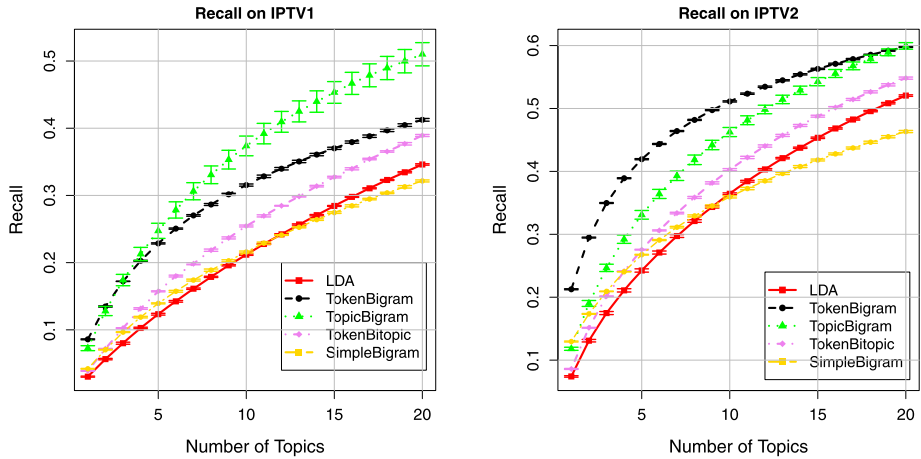 Recall on IPTV1
Recall
0.5
0.4
0.3
0.2
0.1
LDA
TokenBigram
TopicBigram
TokenBitopic
SimpleBigram
5
10
15
20
Number of Topics
Recall on IPTV2
Recall
0.6
0.5
0.4
0.3
0.2
0.1
LDA
TokenBigram
TopicBigram
TokenBitopic
SimpleBigram
5
10
15
20
Number of Topics